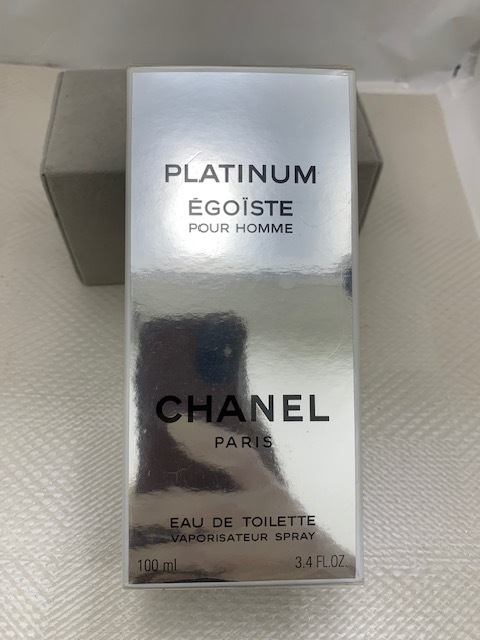 PLATINUM
ÉGOÏSTE
POUR HOMME
CHANEL
PARIS
EAU DE TOILETTE
VAPORISATEUR SPRAY
100 ml 3.4 FL.OZ.